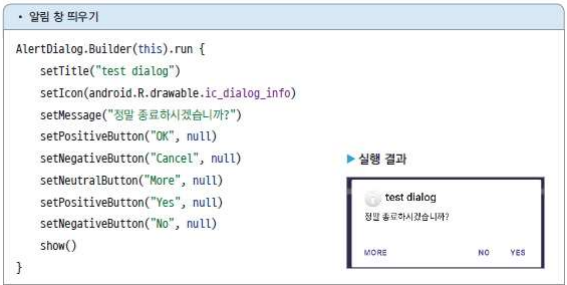 • 알림 창 띄우기
AlertDialog.Builder(this).run {
    setTitle("test dialog")
    setIcon(android.R.drawable.ic_dialog_info)
    setMessage("정말 종료하시겠습니까?")
    setPositiveButton("OK", null)
    setNegativeButton("Cancel", null)
    setNeutralButton("More", null)
    setPositiveButton("Yes", null)
    setNegativeButton("No", null)
    show()
}
▶ 실행 결과
test dialog
정말 종료하시겠습니까?
MORE NO YES